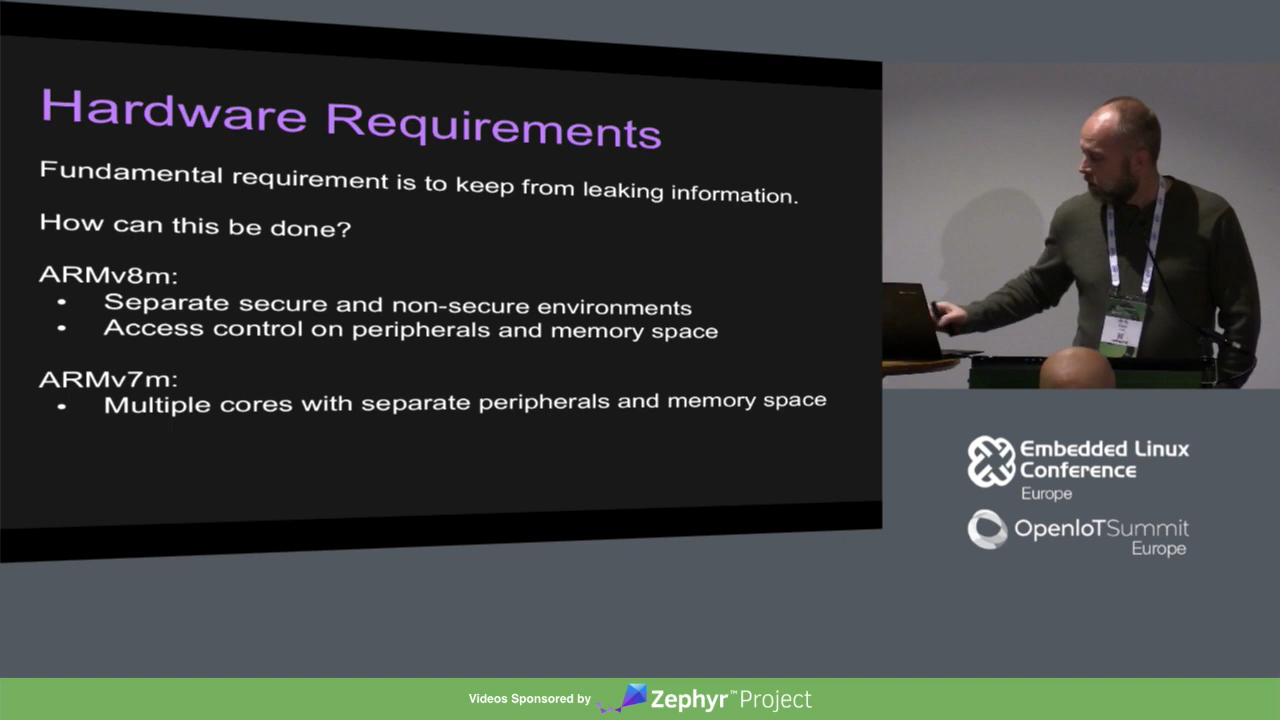 Hardware Requirements
Fundamental requirement is to keep from leaking information.
How can this be done?
ARMv8m:
• Separate secure and non-secure environments
• Access control on peripherals and memory space
ARMv7m:
• Multiple cores with separate peripherals and memory space
Embedded Linux
Conference
Europe
OpenIoTSummit
Europe
Videos Sponsored by Zephyr™Project